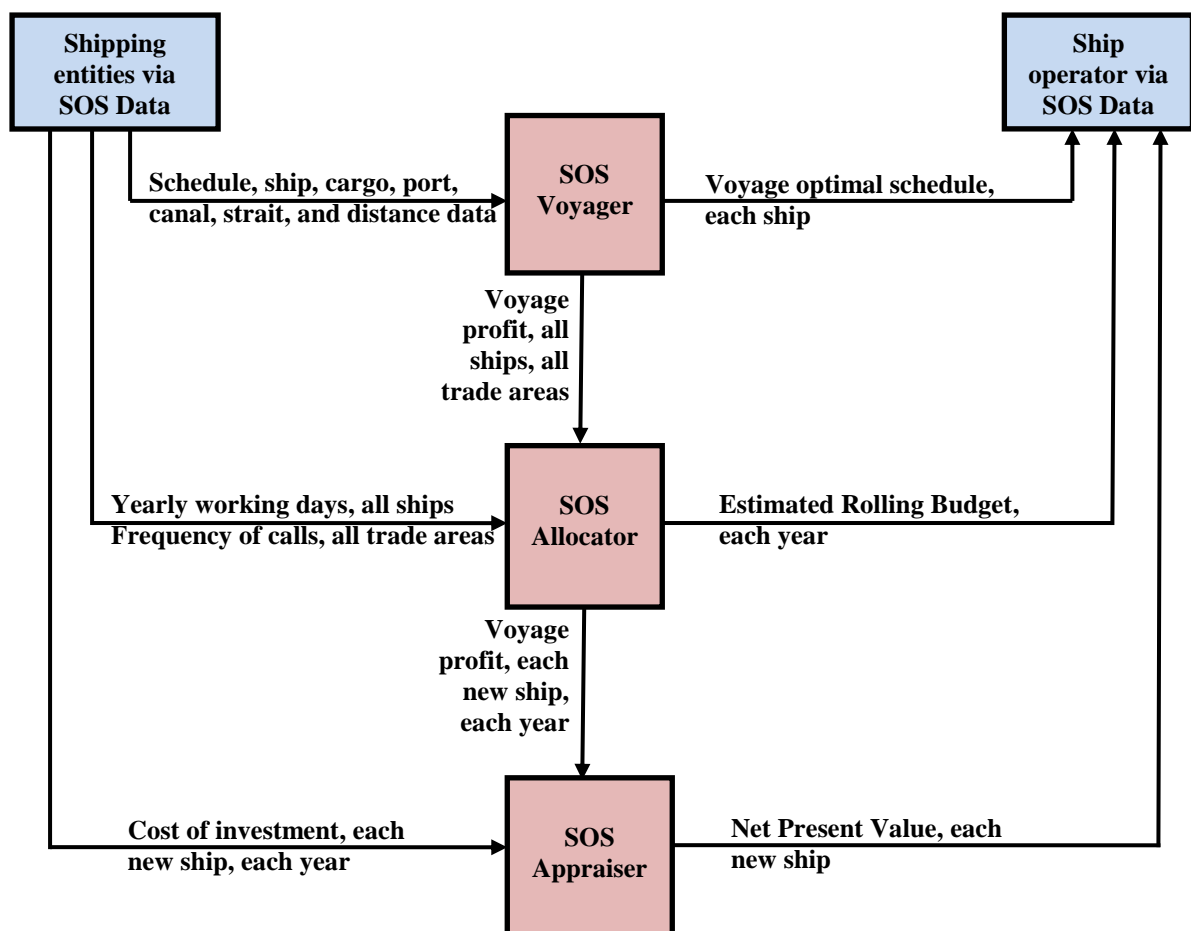 Shipping
entities via
SOS Data
Ship
operator via
SOS Data
Schedule, ship, cargo, port,
canal, strait, and distance data
SOS
Voyager
Voyage optimal schedule,
each ship
Voyage
profit, all
ships, all
trade areas
Yearly working days, all ships
Frequency of calls, all trade areas
SOS
Allocator
Estimated Rolling Budget,
each year
Voyage
profit, each
new ship,
each year
Cost of investment, each
new ship, each year
SOS
Appraiser
Net Present Value, each
new ship